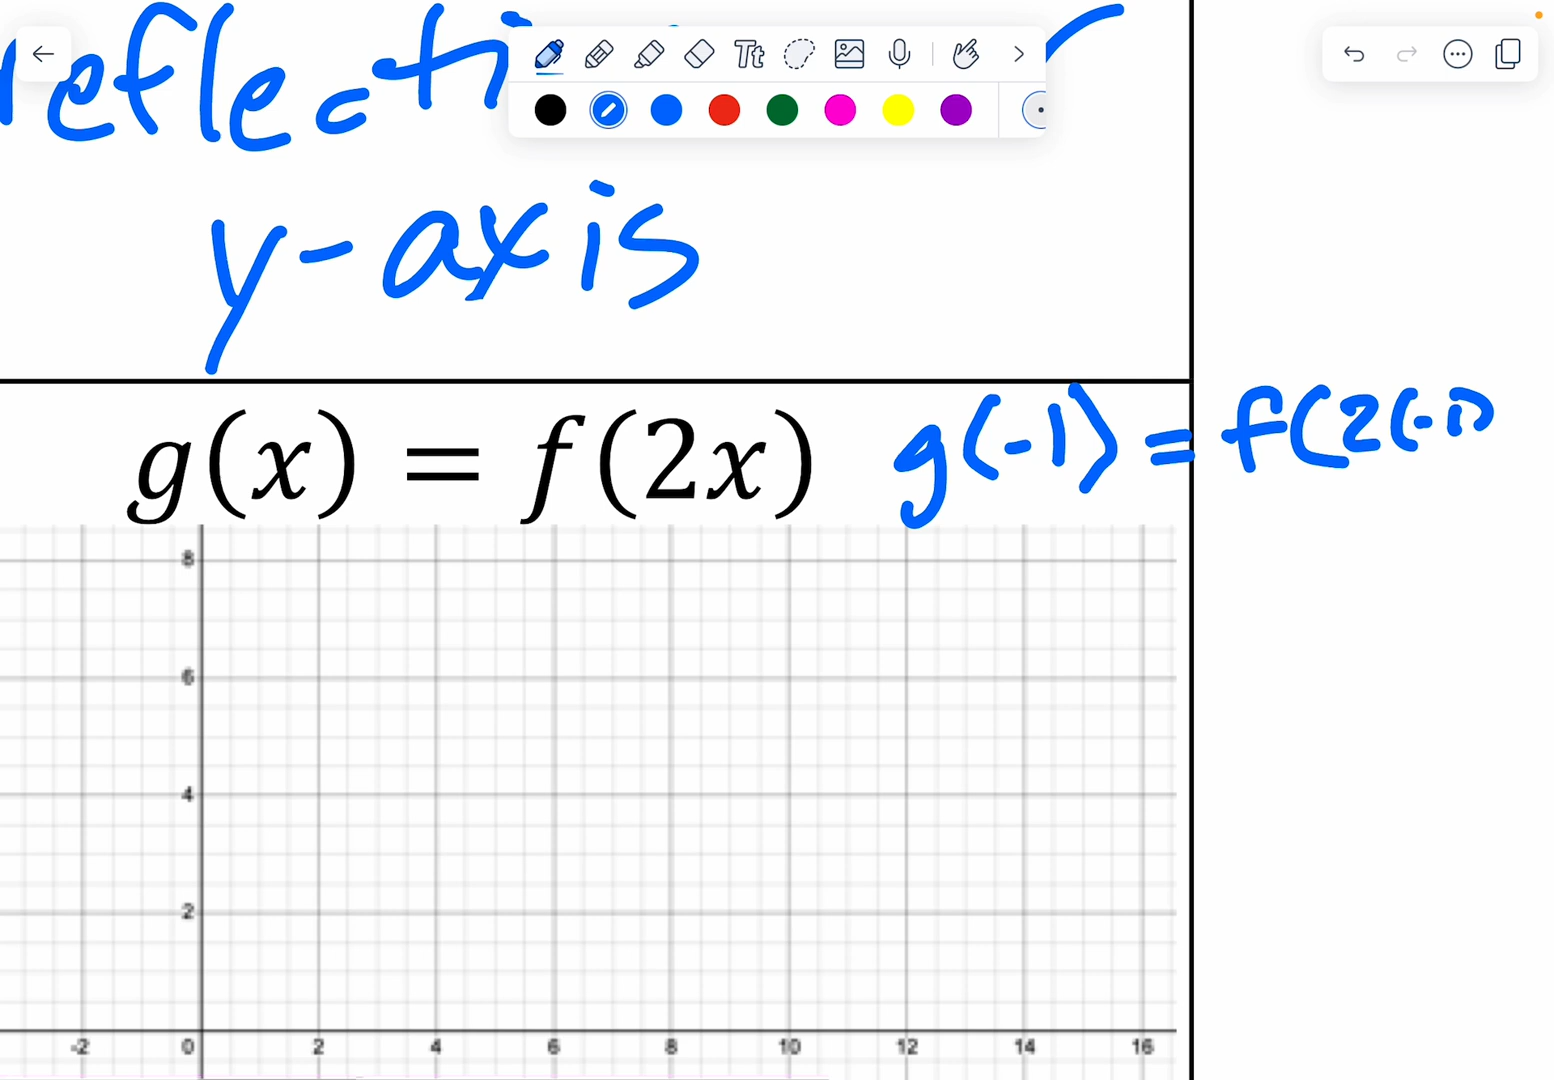 Tt
y-axis
g(x) = f(2x)
g(-1) = f(2(-1)
8
6
4
2
-2 0 2 4 6 8 10 12 14 16